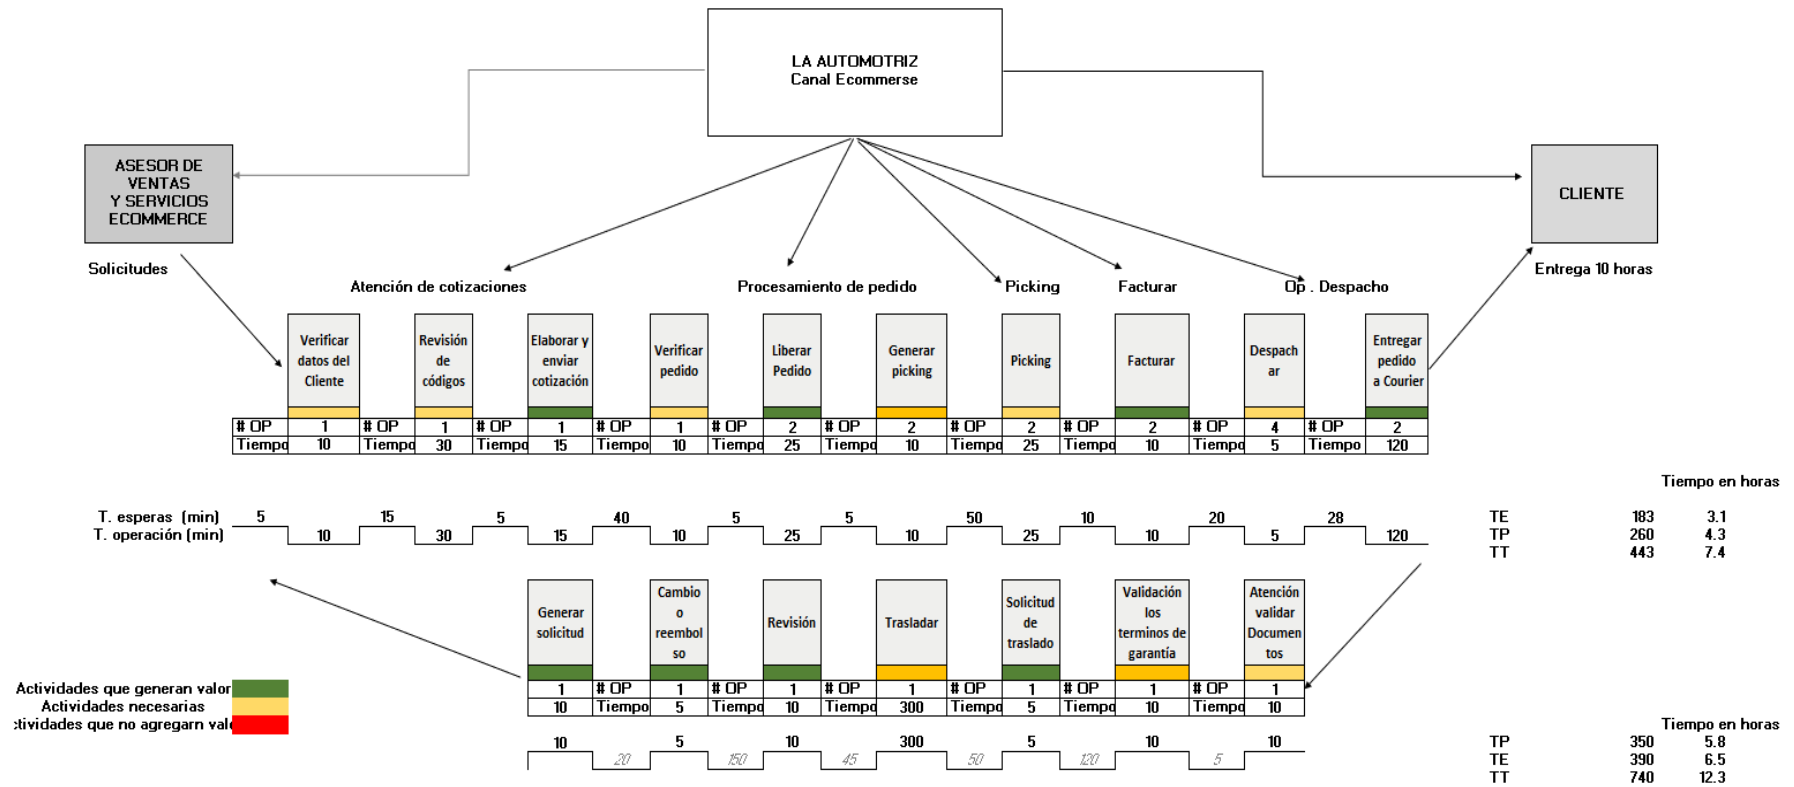 LA AUTOMOTRIZ
Canal Ecommerse
ASESOR DE
VENTAS
Y SERVICIOS
ECOMMERCE
CLIENTE
Solicitudes
Entrega 10 horas
Atención de cotizaciones
Procesamiento de pedido
Picking
Facturar
Op . Despacho
Verificar
datos del
Cliente
Revisión
de
códigos
Elaborar y
enviar
cotización
Verificar
pedido
Liberar
Pedido
Generar
picking
Picking
Facturar
Despach
ar
Entregar
pedido
a Courier
# OP 1 # OP 1 # OP 1 # OP 1 # OP 2 # OP 2 # OP 2 # OP 2 # OP 4 # OP 2
Tiempo 10 Tiempo 30 Tiempo 15 Tiempo 10 Tiempo 25 Tiempo 10 Tiempo 25 Tiempo 10 Tiempo 5 Tiempo 120
Tiempo en horas
T. esperas (min) 5 15 5 40 5 5 50 10 20 28
T. operación (min) 10 30 15 10 25 10 25 10 5 120
TE 183 3.1
TP 260 4.3
TT 443 7.4
Generar
solicitud
Cambio
o
reembol
so
Revisión
Trasladar
Solicitud
de
traslado
Validación
los
terminos de
garantía
Atención
validar
Documen
tos
1 # OP 1 # OP 1 # OP 1 # OP 1 # OP 1 # OP 1
10 Tiempo 5 Tiempo 10 Tiempo 300 Tiempo 5 Tiempo 10 Tiempo 10
Actividades que generan valor
Actividades necesarias
ctividades que no agregarn valo
Tiempo en horas
10 5 10 300 5 10 10
20 150 45 50 120 5
TP 350 5.8
TE 390 6.5
TT 740 12.3